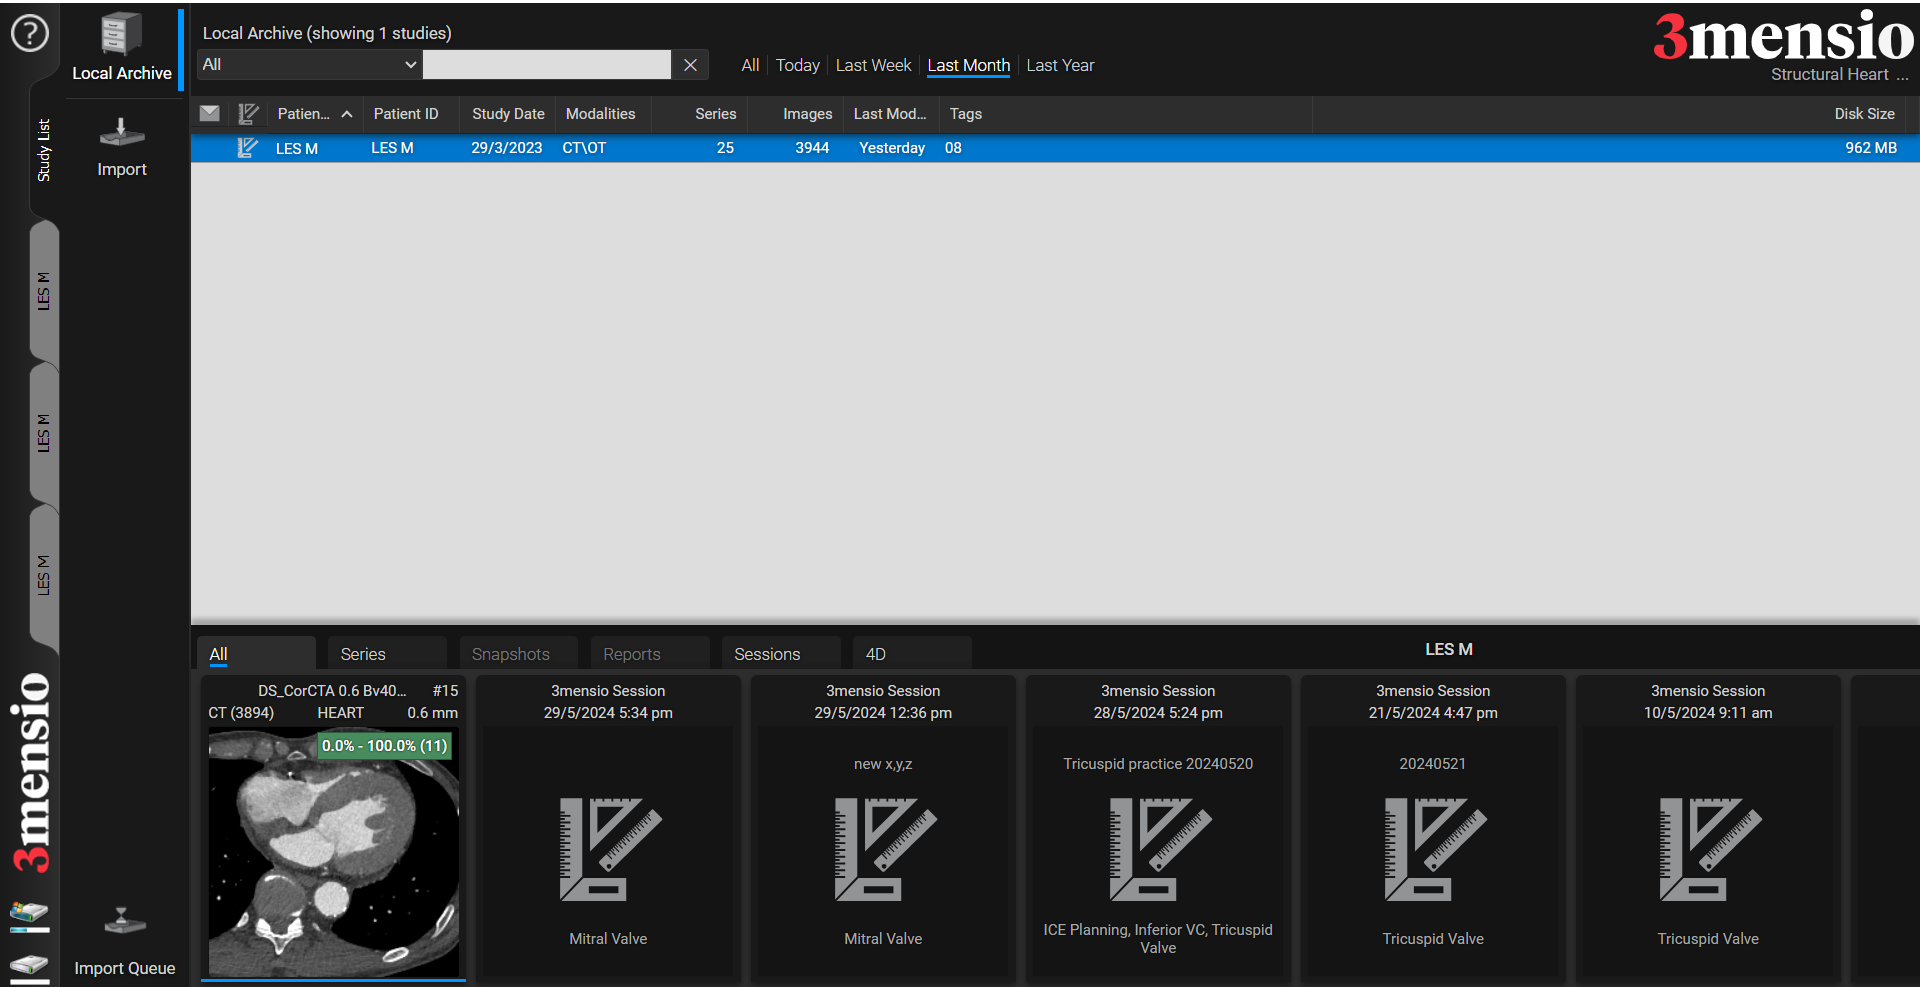 ?
Local Archive
Import
Import Queue
Study List
LES M
LES M
LES M
3mensio
Local Archive (showing 1 studies)
All
All Today Last Week Last Month Last Year
3mensio
Structural Heart ...
Patien... Patient ID Study Date Modalities Series Images Last Mod... Tags Disk Size
LES M LES M 29/3/2023 CT\OT 25 3944 Yesterday 08 962 MB
All Series Snapshots Reports Sessions 4D LES M
DS_CorCTA 0.6 Bv40... #15
CT (3894) HEART 0.6 mm
0.0% - 100.0% (11)
3mensio Session
29/5/2024 5:34 pm
Mitral Valve
3mensio Session
29/5/2024 12:36 pm
new x,y,z
Mitral Valve
3mensio Session
28/5/2024 5:24 pm
Tricuspid practice 20240520
ICE Planning, Inferior VC, Tricuspid
Valve
3mensio Session
21/5/2024 4:47 pm
20240521
Tricuspid Valve
3mensio Session
10/5/2024 9:11 am
Tricuspid Valve